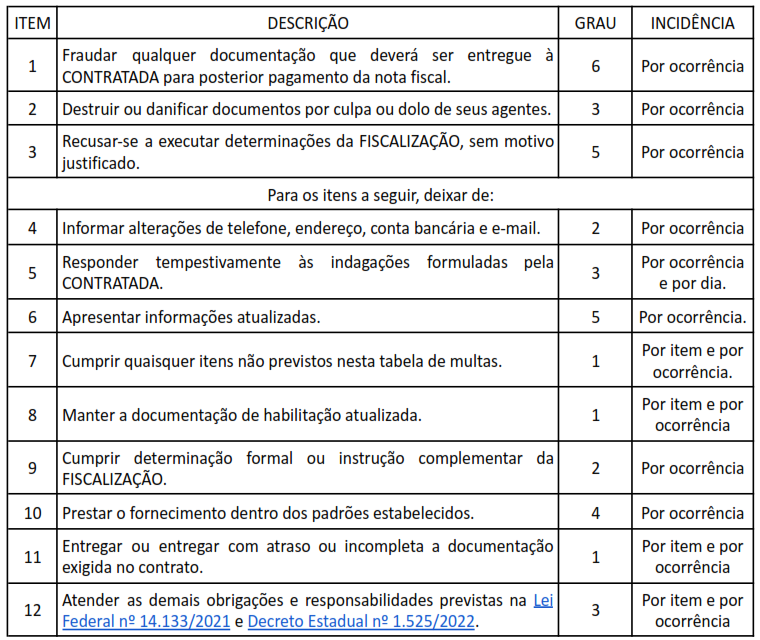 ITEM DESCRIÇÃO GRAU INCIDÊNCIA
1 Fraudar qualquer documentação que deverá ser entregue à CONTRATADA para posterior pagamento da nota fiscal. 6 Por ocorrência
2 Destruir ou danificar documentos por culpa ou dolo de seus agentes. 3 Por ocorrência
3 Recusar-se a executar determinações da FISCALIZAÇÃO, sem motivo justificado. 5 Por ocorrência
Para os itens a seguir, deixar de:
4 Informar alterações de telefone, endereço, conta bancária e e-mail. 2 Por ocorrência
5 Responder tempestivamente às indagações formuladas pela CONTRATADA. 3 Por ocorrência e por dia.
6 Apresentar informações atualizadas. 5 Por ocorrência.
7 Cumprir quaisquer itens não previstos nesta tabela de multas. 1 Por item e por ocorrência.
8 Manter a documentação de habilitação atualizada. 1 Por item e por ocorrência
9 Cumprir determinação formal ou instrução complementar da FISCALIZAÇÃO. 2 Por ocorrência
10 Prestar o fornecimento dentro dos padrões estabelecidos. 4 Por ocorrência
11 Entregar ou entregar com atraso ou incompleta a documentação exigida no contrato. 1 Por item e por ocorrência
12 Atender as demais obrigações e responsabilidades previstas na Lei Federal nº 14.133/2021 e Decreto Estadual nº 1.525/2022. 3 Por item e por ocorrência